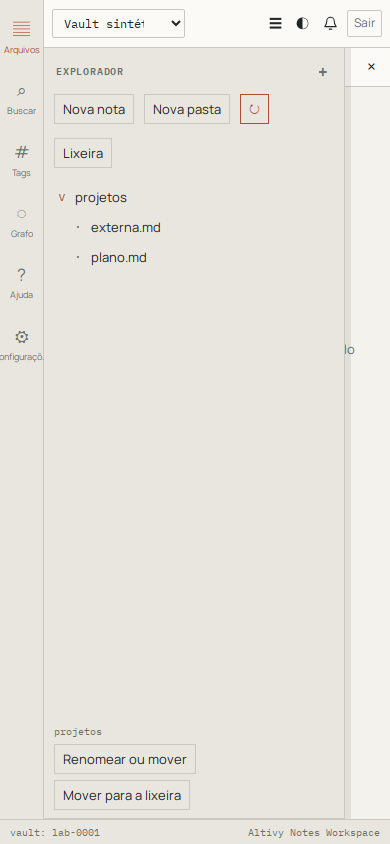 Vault sintét
Sair
Arquivos
Buscar
Tags
Grafo
Ajuda
onfiguraçõ
EXPLORADOR
+
×
Nova nota
Nova pasta
Lixeira
v projetos
externa.md
plano.md
lo
projetos
Renomear ou mover
Mover para a lixeira
vault: lab-0001
Altivy Notes Workspace